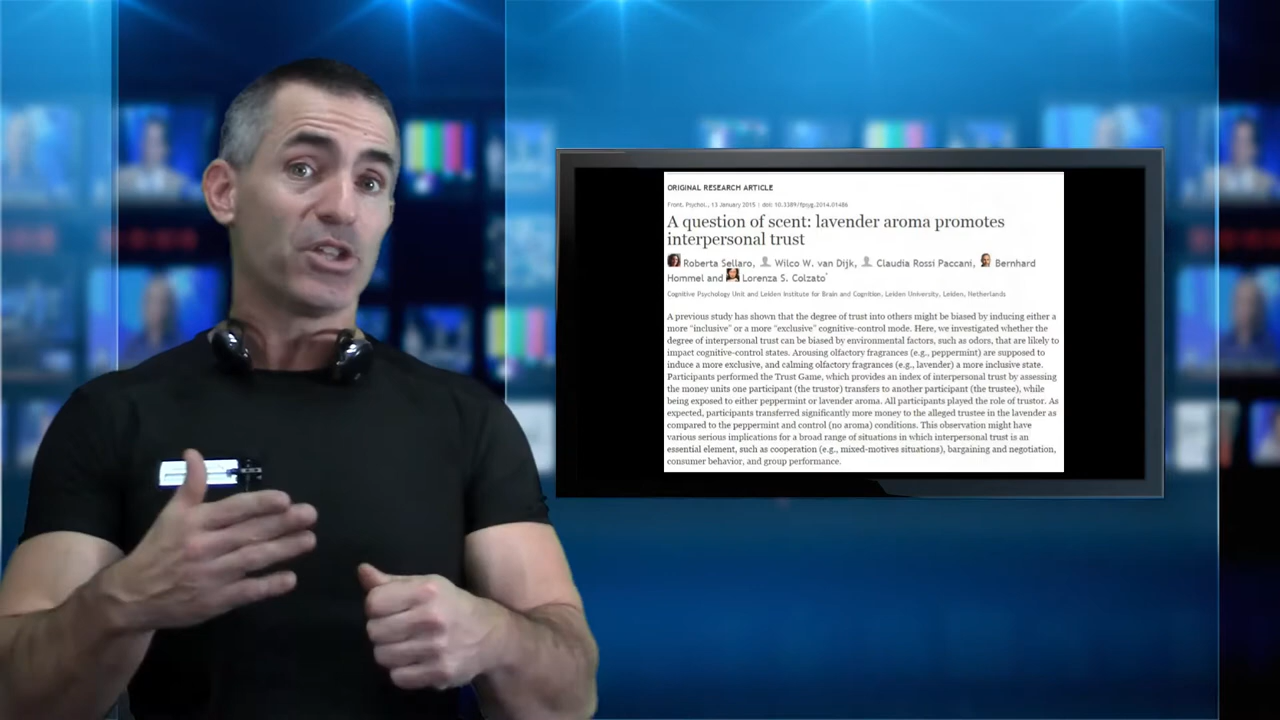 ORIGINAL RESEARCH ARTICLE
Front. Psychol., 13 January 2015 | doi: 10.3389/fpsyg.2014.01486
A question of scent: lavender aroma promotes
interpersonal trust
Roberta Sellaro, Wilco W. van Dijk, Claudia Rossi Paccani, Bernhard
Hommel and Lorenza S. Colzato*
Cognitive Psychology Unit and Leiden Institute for Brain and Cognition, Leiden University, Leiden, Netherlands
A previous study has shown that the degree of trust into others might be biased by inducing either a
more "inclusive" or a more "exclusive" cognitive-control mode. Here, we investigated whether the
degree of interpersonal trust can be biased by environmental factors, such as odors, that are likely to
impact cognitive-control states. Arousing olfactory fragrances (e.g., peppermint) are supposed to
induce a more exclusive, and calming olfactory fragrances (e.g., lavender) a more inclusive state.
Participants performed the Trust Game, which provides an index of interpersonal trust by assessing
the money units one participant (the trustor) transfers to another participant (the trustee), while
being exposed to either peppermint or lavender aroma. All participants played the role of trustor. As
expected, participants transferred significantly more money to the alleged trustee in the lavender as
compared to the peppermint and control (no aroma) conditions. This observation might have
various serious implications for a broad range of situations in which interpersonal trust is an
essential element, such as cooperation (e.g., mixed-motives situations), bargaining and negotiation,
consumer behavior, and group performance.